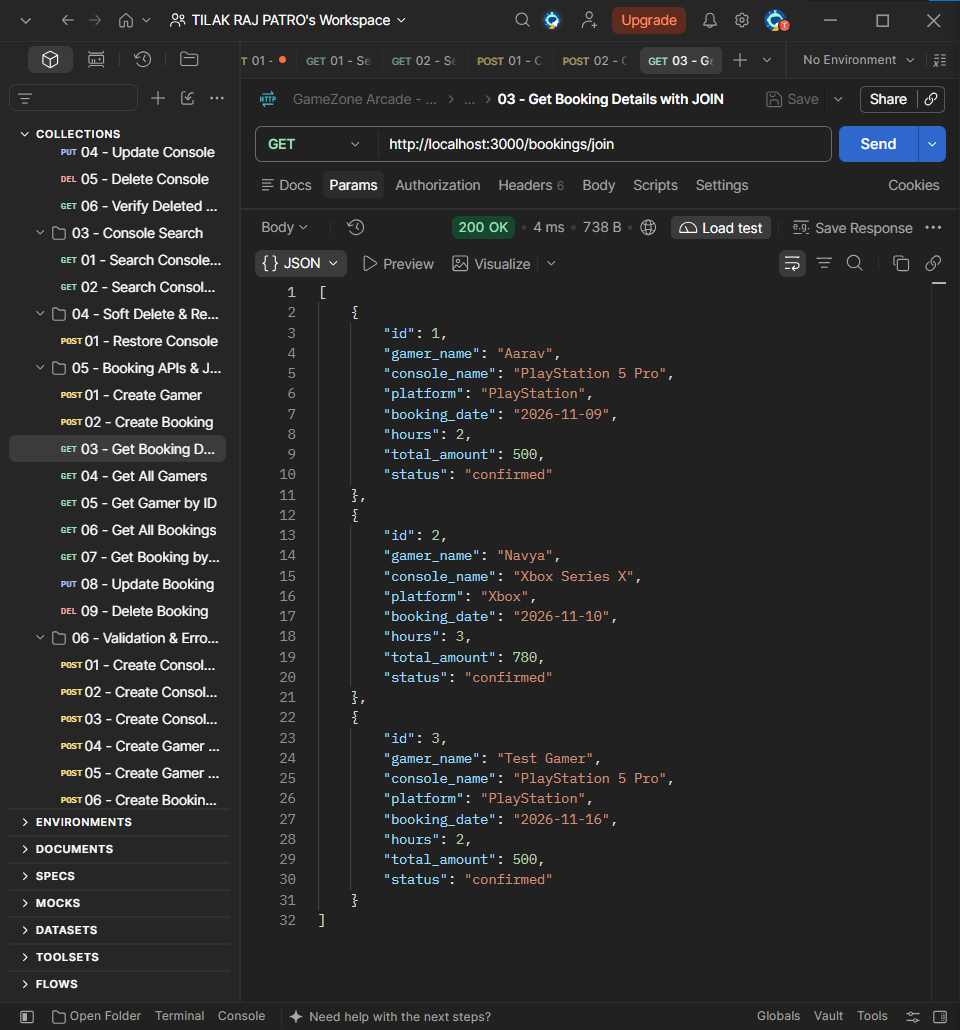 TILAK RAJ PATRO's Workspace
Upgrade
T
T 01 -
GET 01 - Se
GET 02 - Se
POST 01 - C
POST 02 - C
GET 03 - Ge
No Environment
HTTP
GameZone Arcade - ... > ... > 03 - Get Booking Details with JOIN
Save
Share
GET
http://localhost:3000/bookings/join
Send
Docs
Params
Authorization
Headers 6
Body
Scripts
Settings
Cookies
Body
200 OK
4 ms
738 B
Load test
e.g. Save Response
{} JSON
Preview
Visualize
COLLECTIONS
PUT 04 - Update Console
DEL 05 - Delete Console
GET 06 - Verify Deleted ...
03 - Console Search
GET 01 - Search Console...
GET 02 - Search Consol...
04 - Soft Delete & Re...
POST 01 - Restore Console
05 - Booking APIs & J...
POST 01 - Create Gamer
POST 02 - Create Booking
GET 03 - Get Booking D...
GET 04 - Get All Gamers
GET 05 - Get Gamer by ID
GET 06 - Get All Bookings
GET 07 - Get Booking by...
PUT 08 - Update Booking
DEL 09 - Delete Booking
06 - Validation & Erro...
POST 01 - Create Consol...
POST 02 - Create Consol...
POST 03 - Create Consol...
POST 04 - Create Gamer ...
POST 05 - Create Gamer ...
POST 06 - Create Bookin...
ENVIRONMENTS
DOCUMENTS
SPECS
MOCKS
DATASETS
TOOLSETS
FLOWS
1 [
2 {
3 "id": 1,
4 "gamer_name": "Aarav",
5 "console_name": "PlayStation 5 Pro",
6 "platform": "PlayStation",
7 "booking_date": "2026-11-09",
8 "hours": 2,
9 "total_amount": 500,
10 "status": "confirmed"
11 },
12 {
13 "id": 2,
14 "gamer_name": "Navya",
15 "console_name": "Xbox Series X",
16 "platform": "Xbox",
17 "booking_date": "2026-11-10",
18 "hours": 3,
19 "total_amount": 780,
20 "status": "confirmed"
21 },
22 {
23 "id": 3,
24 "gamer_name": "Test Gamer",
25 "console_name": "PlayStation 5 Pro",
26 "platform": "PlayStation",
27 "booking_date": "2026-11-16",
28 "hours": 2,
29 "total_amount": 500,
30 "status": "confirmed"
31 }
32 ]
Open Folder
Terminal
Console
Need help with the next steps?
Globals
Vault
Tools